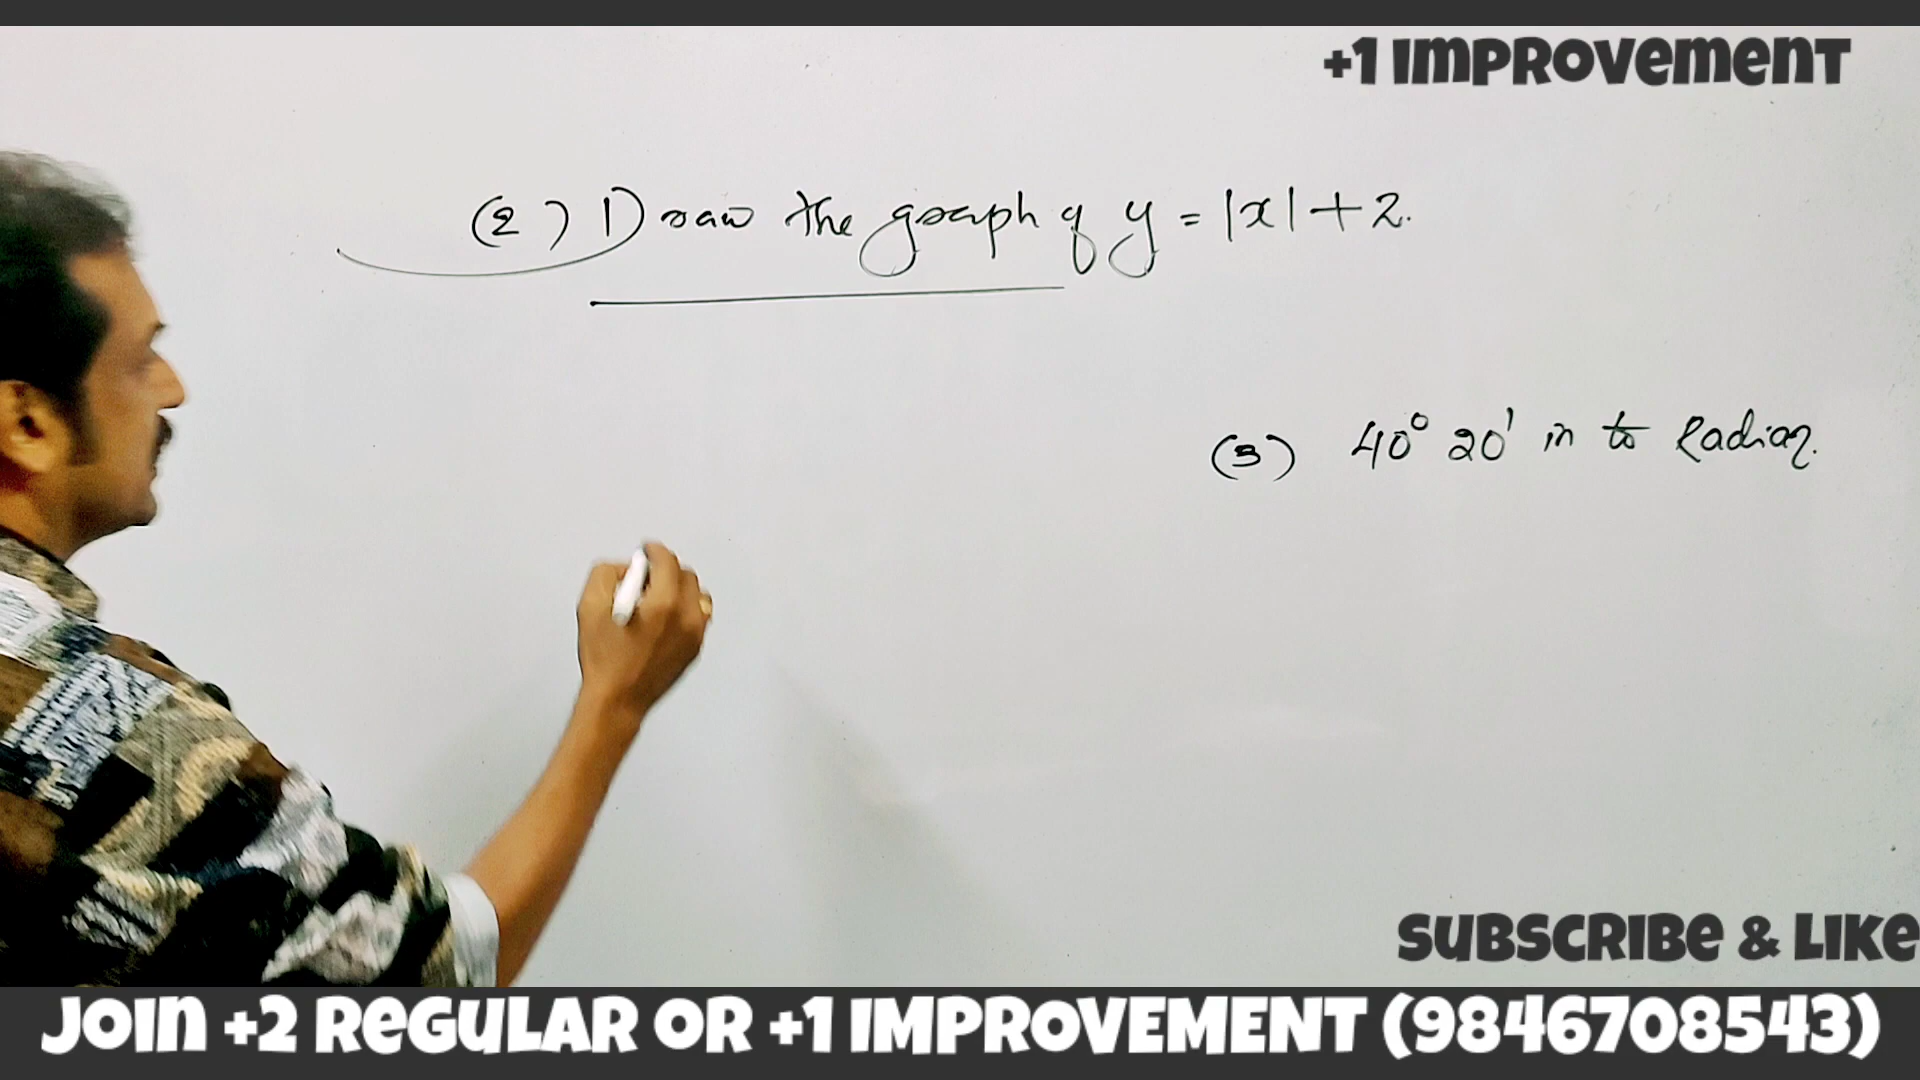 +1 IMPROVEMENT
(2) Draw the graph of y = |x| + 2.
(3) 40° 20' in to Radian.
SUBSCRIBE & LIKE
JOIN +2 REGULAR OR +1 IMPROVEMENT (9846708543)